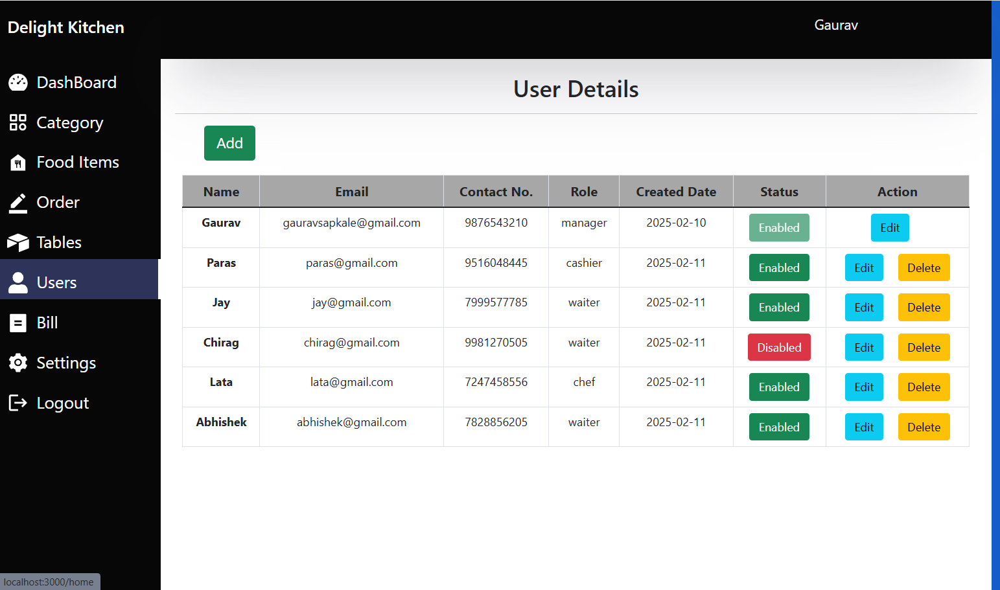 Delight Kitchen
Gaurav
DashBoard
Category
Food Items
Order
Tables
Users
Bill
Settings
Logout
User Details
Add
Name Email Contact No. Role Created Date Status Action
Gaurav gauravsapkale@gmail.com 9876543210 manager 2025-02-10 Enabled Edit
Paras paras@gmail.com 9516048445 cashier 2025-02-11 Enabled Edit Delete
Jay jay@gmail.com 7999577785 waiter 2025-02-11 Enabled Edit Delete
Chirag chirag@gmail.com 9981270505 waiter 2025-02-11 Disabled Edit Delete
Lata lata@gmail.com 7247458556 chef 2025-02-11 Enabled Edit Delete
Abhishek abhishek@gmail.com 7828856205 waiter 2025-02-11 Enabled Edit Delete
localhost:3000/home